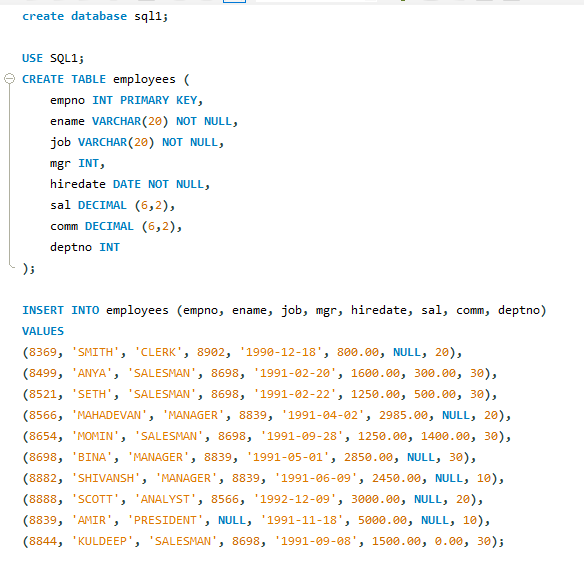 create database sql1;
USE SQL1;
CREATE TABLE employees (
empno INT PRIMARY KEY,
ename VARCHAR(20) NOT NULL,
job VARCHAR(20) NOT NULL,
mgr INT,
hiredate DATE NOT NULL,
sal DECIMAL (6,2),
comm DECIMAL (6,2),
deptno INT
);
INSERT INTO employees (empno, ename, job, mgr, hiredate, sal, comm, deptno)
VALUES
(8369, 'SMITH', 'CLERK', 8902, '1990-12-18', 800.00, NULL, 20),
(8499, 'ANYA', 'SALESMAN', 8698, '1991-02-20', 1600.00, 300.00, 30),
(8521, 'SETH', 'SALESMAN', 8698, '1991-02-22', 1250.00, 500.00, 30),
(8566, 'MAHADEVAN', 'MANAGER', 8839, '1991-04-02', 2985.00, NULL, 20),
(8654, 'MOMIN', 'SALESMAN', 8698, '1991-09-28', 1250.00, 1400.00, 30),
(8698, 'BINA', 'MANAGER', 8839, '1991-05-01', 2850.00, NULL, 30),
(8882, 'SHIVANSH', 'MANAGER', 8839, '1991-06-09', 2450.00, NULL, 10),
(8888, 'SCOTT', 'ANALYST', 8566, '1992-12-09', 3000.00, NULL, 20),
(8839, 'AMIR', 'PRESIDENT', NULL, '1991-11-18', 5000.00, NULL, 10),
(8844, 'KULDEEP', 'SALESMAN', 8698, '1991-09-08', 1500.00, 0.00, 30);